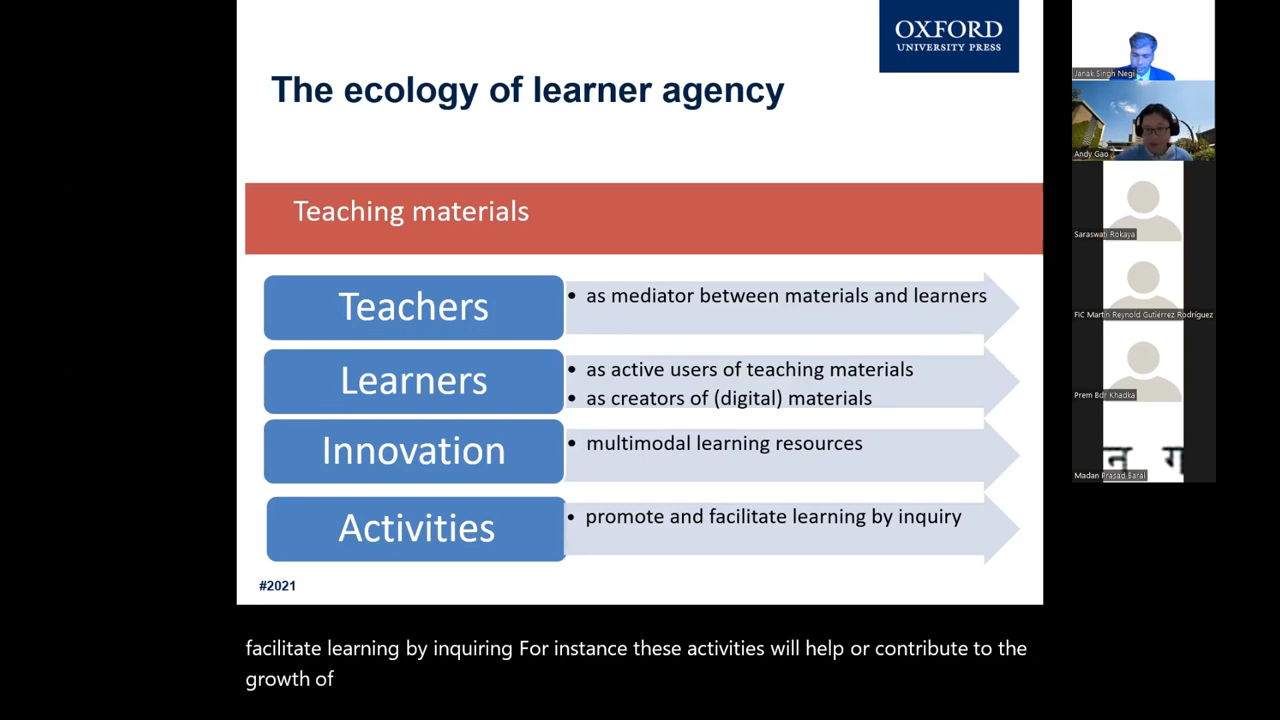 OXFORD
UNIVERSITY PRESS
The ecology of learner agency
Teaching materials
Teachers
• as mediator between materials and learners
Learners
• as active users of teaching materials
• as creators of (digital) materials
Innovation
• multimodal learning resources
Activities
• promote and facilitate learning by inquiry
#2021
facilitate learning by inquiring For instance these activities will help or contribute to the
growth of
Janak Singh Negi
Andy Gao
Saraswati Rokaya
FIC Martin Reynold Gutiérrez Rodríguez
Prem Bdr Khadka
Madan Prasad Baral